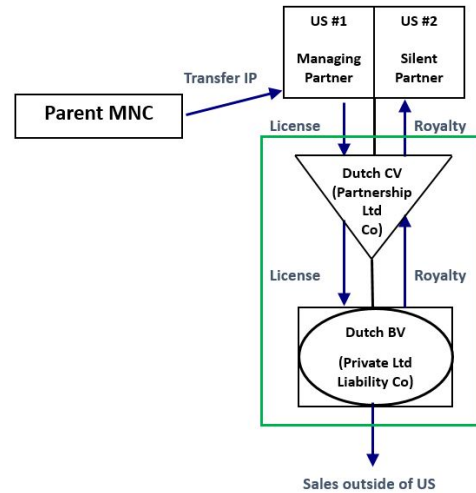 US #1
Managing
Partner
US #2
Silent
Partner
Transfer IP
Parent MNC
License
Royalty
Dutch CV
(Partnership
Ltd
Co)
License
Royalty
Dutch BV
(Private Ltd
Liability Co)
Sales outside of US